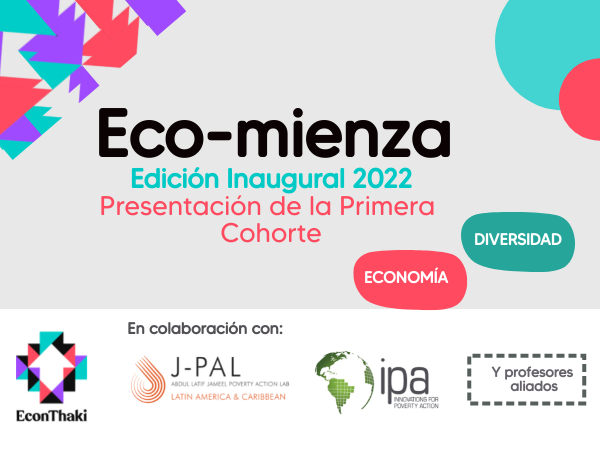 Eco-mienza
Edición Inaugural 2022
Presentación de la Primera
Cohorte
DIVERSIDAD
ECONOMÍA
En colaboración con:
EconThaki
J-PAL
ABDUL LATIF JAMEEL POVERTY ACTION LAB
LATIN AMERICA & CARIBBEAN
ipa
INNOVATIONS FOR
POVERTY ACTION
Y profesores
aliados